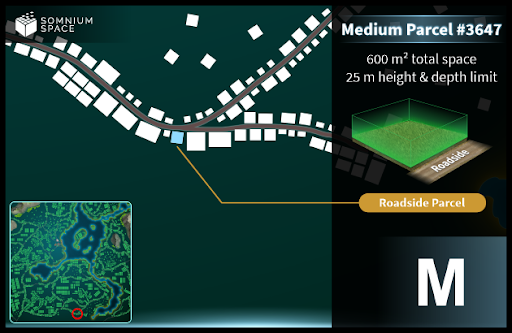 SOMNIUM
SPACE
Medium Parcel #3647
600 m² total space
25 m height & depth limit
Roadside
Roadside Parcel
M